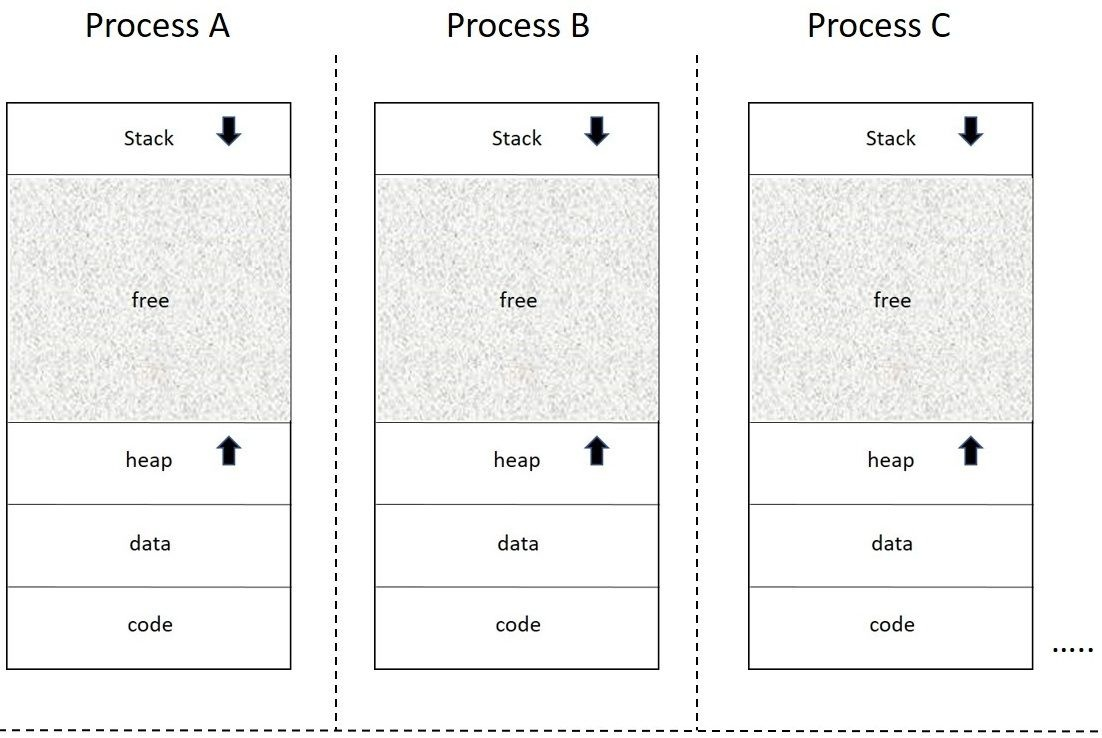 Process A
Process B
Process C
Stack
Stack
Stack
free
free
free
heap
heap
heap
data
data
data
code
code
code
.....